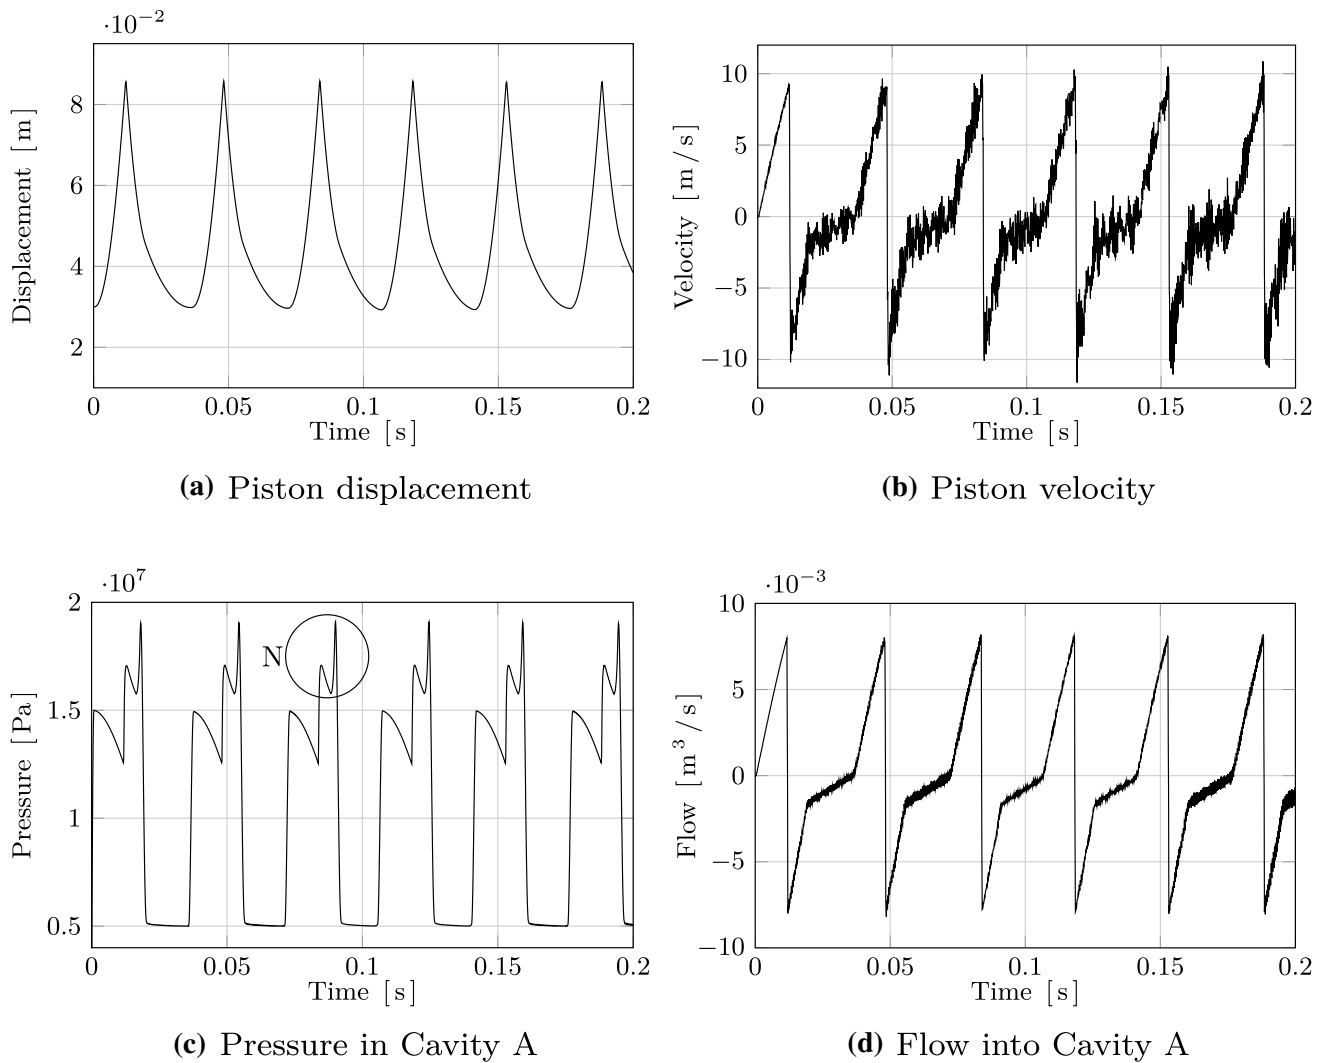 ·10⁻²
Displacement [m]
8
6
4
2
0 0.05 0.1 0.15 0.2
Time [s]
(a) Piston displacement
Velocity [m/s]
10
5
0
−5
−10
0 0.05 0.1 0.15 0.2
Time [s]
(b) Piston velocity
·10⁷
Pressure [Pa]
2
1.5
1
0.5
N
0 0.05 0.1 0.15 0.2
Time [s]
(c) Pressure in Cavity A
·10⁻³
Flow [m³/s]
10
5
0
−5
−10
0 0.05 0.1 0.15 0.2
Time [s]
(d) Flow into Cavity A